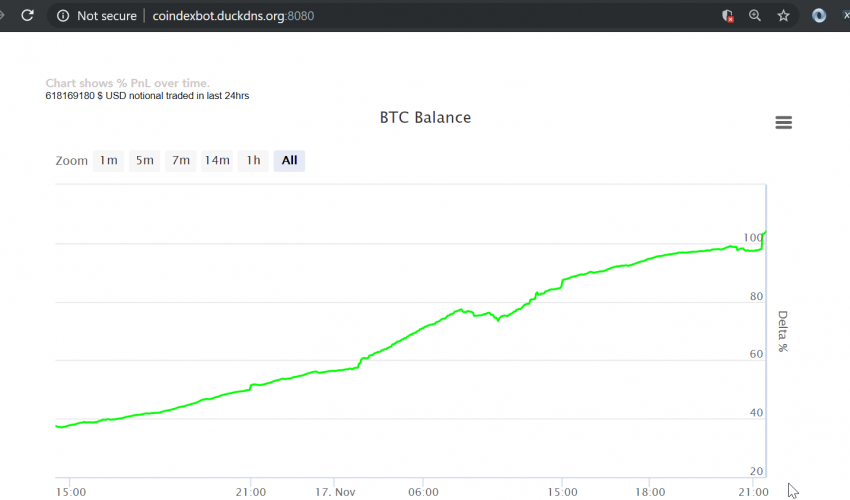 Not secure | coindexbot.duckdns.org:8080
Chart shows % PnL over time.
618169180 $ USD notional traded in last 24hrs
BTC Balance
Zoom 1m 5m 7m 14m 1h All
100
80
60
40
20
Delta %
15:00 21:00 17. Nov 06:00 15:00 18:00 21:00